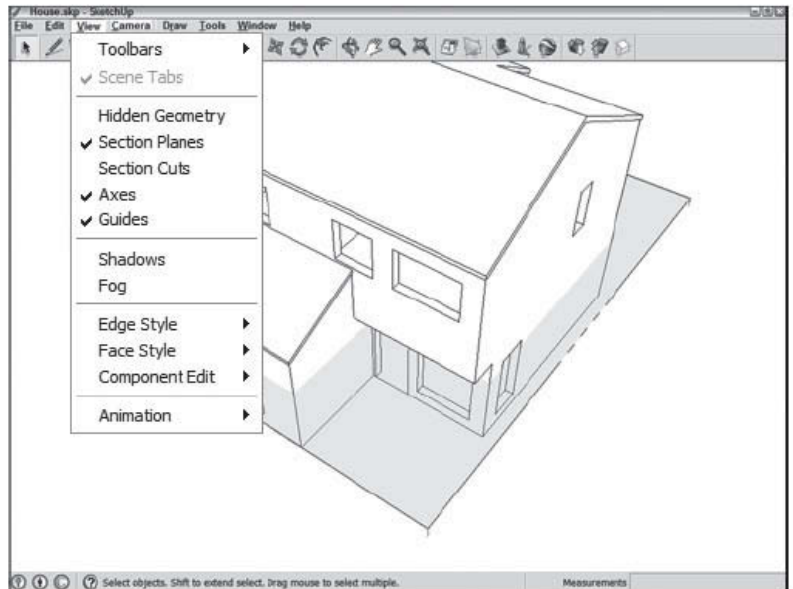 House.skp - SketchUp
File Edit View Camera Draw Tools Window Help
Toolbars
Scene Tabs
Hidden Geometry
Section Planes
Section Cuts
Axes
Guides
Shadows
Fog
Edge Style
Face Style
Component Edit
Animation
Select objects. Shift to extend select. Drag mouse to select multiple. Measurements